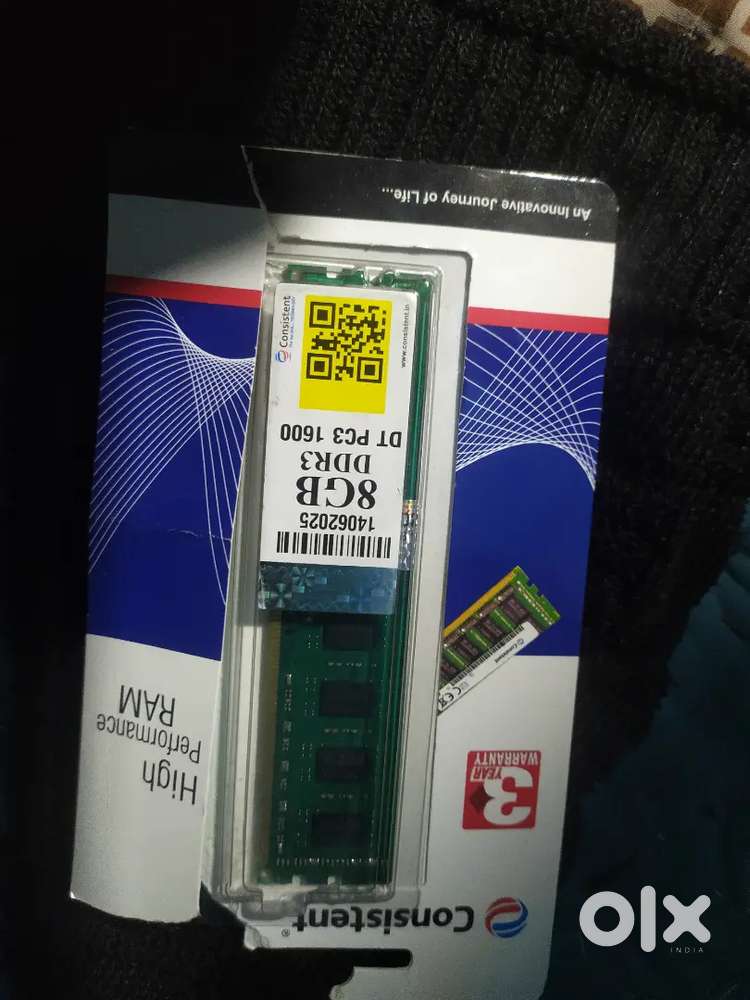 An Innovative Journey of Life...
Consistent
www.consistent.in
DT PC3 1600
DDR3
8GB
14062025
Consistent
High
Performance
RAM
3
YEAR
WARRANTY
Consistent®
olx
INDIA